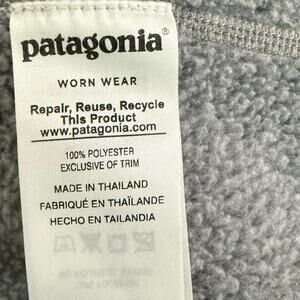 patagonia®
WORN WEAR
Repair, Reuse, Recycle
This Product
www.patagonia.com
100% POLYESTER
EXCLUSIVE OF TRIM
MADE IN THAILAND
FABRIQUÉ EN THAÏLANDE
HECHO EN TAILANDIA